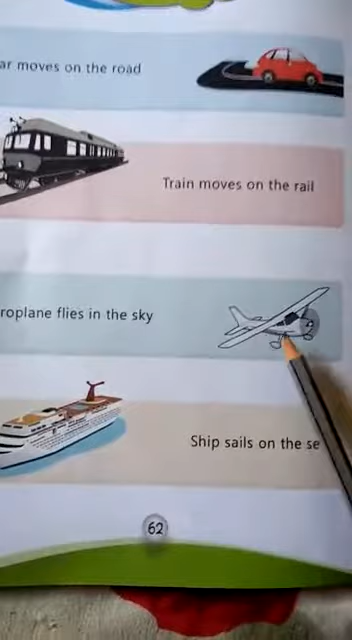 ar moves on the road
Train moves on the rail
roplane flies in the sky
Ship sails on the se
62